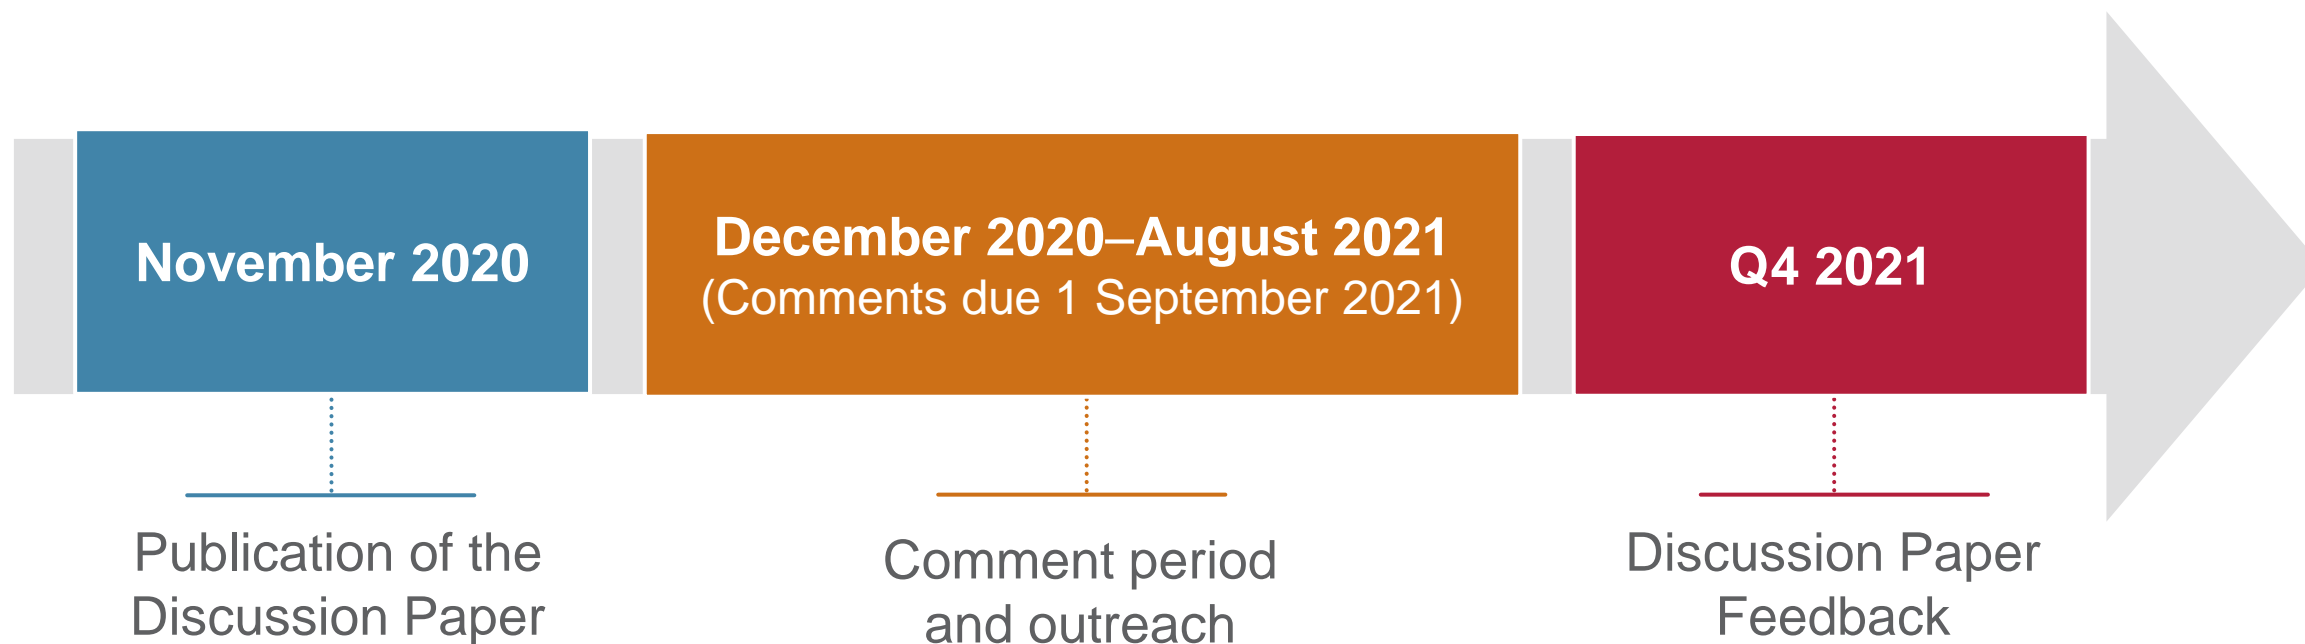 November 2020
December 2020–August 2021
(Comments due 1 September 2021)
Q4 2021
Publication of the
Discussion Paper
Comment period
and outreach
Discussion Paper
Feedback